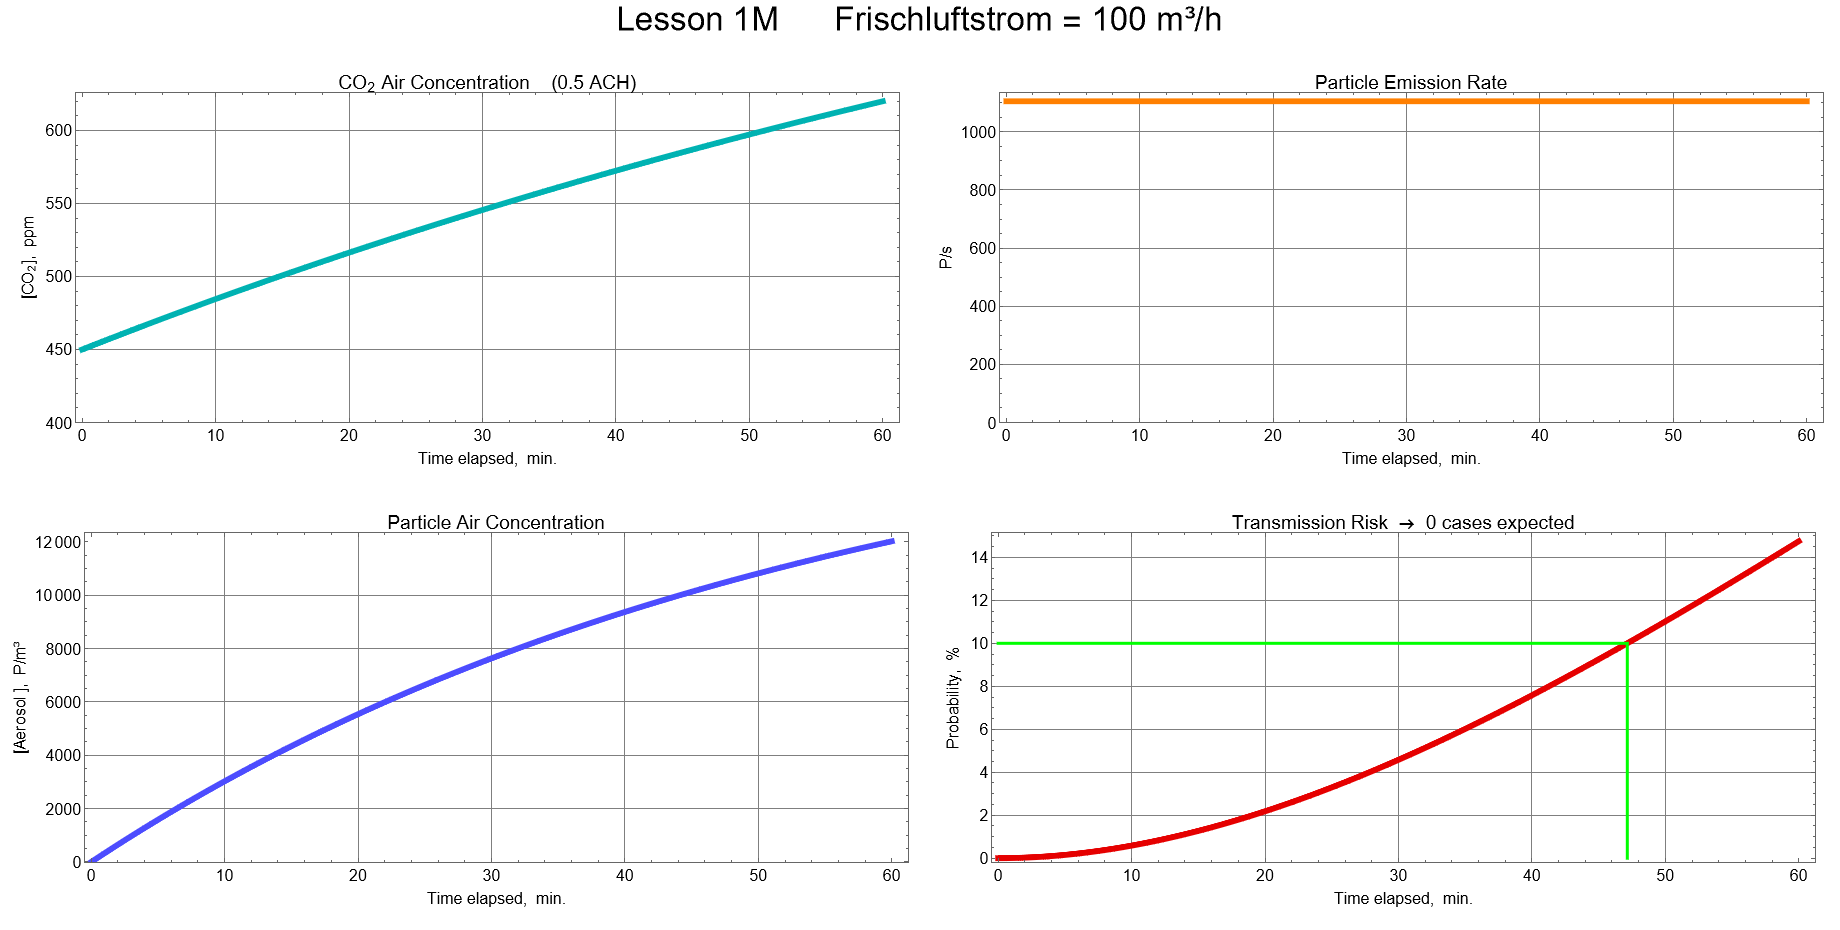 Lesson 1M Frischluftstrom = 100 m³/h
CO₂ Air Concentration (0.5 ACH)
[CO₂], ppm
600
550
500
450
400
0 10 20 30 40 50 60
Time elapsed, min.
Particle Emission Rate
P/s
1000
800
600
400
200
0
0 10 20 30 40 50 60
Time elapsed, min.
Particle Air Concentration
[Aerosol ], P/m³
12 000
10 000
8000
6000
4000
2000
0
0 10 20 30 40 50 60
Time elapsed, min.
Transmission Risk → 0 cases expected
Probability, %
14
12
10
8
6
4
2
0
0 10 20 30 40 50 60
Time elapsed, min.